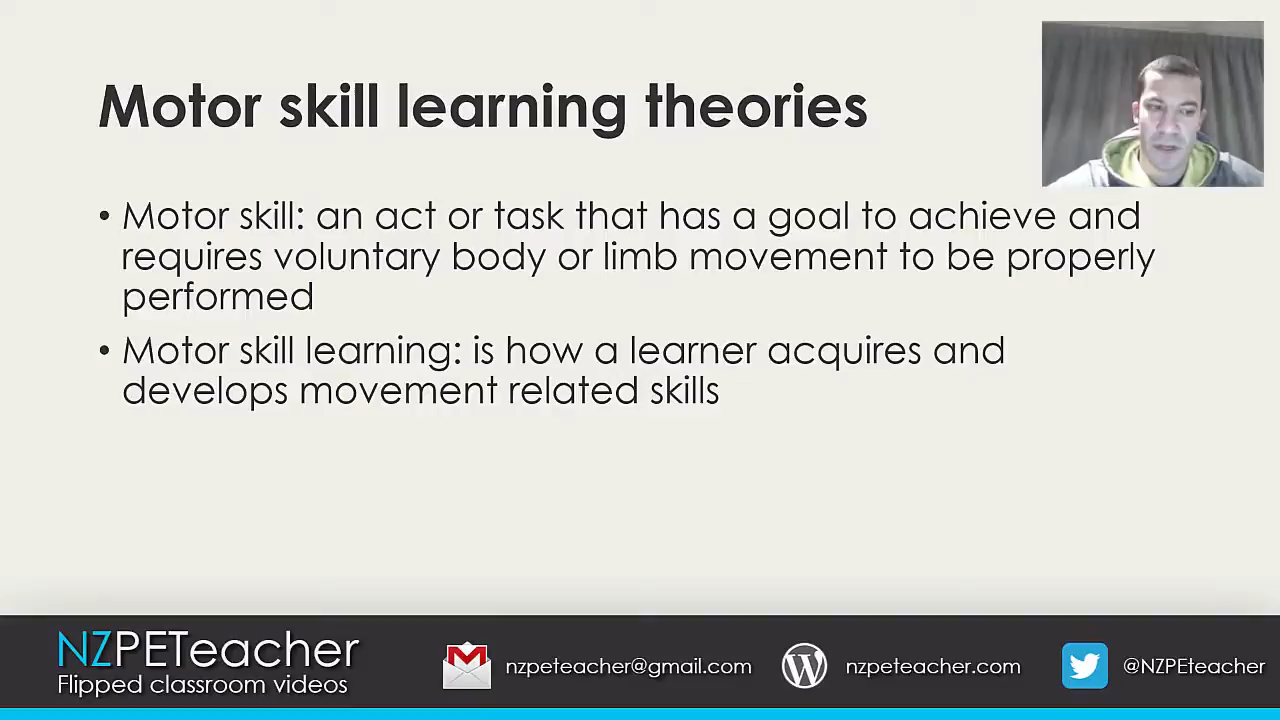 Motor skill learning theories
• Motor skill: an act or task that has a goal to achieve and
requires voluntary body or limb movement to be properly
performed
• Motor skill learning: is how a learner acquires and
develops movement related skills
NZPETeacher
Flipped classroom videos
nzpeteacher@gmail.com
nzpeteacher.com
@NZPEteacher